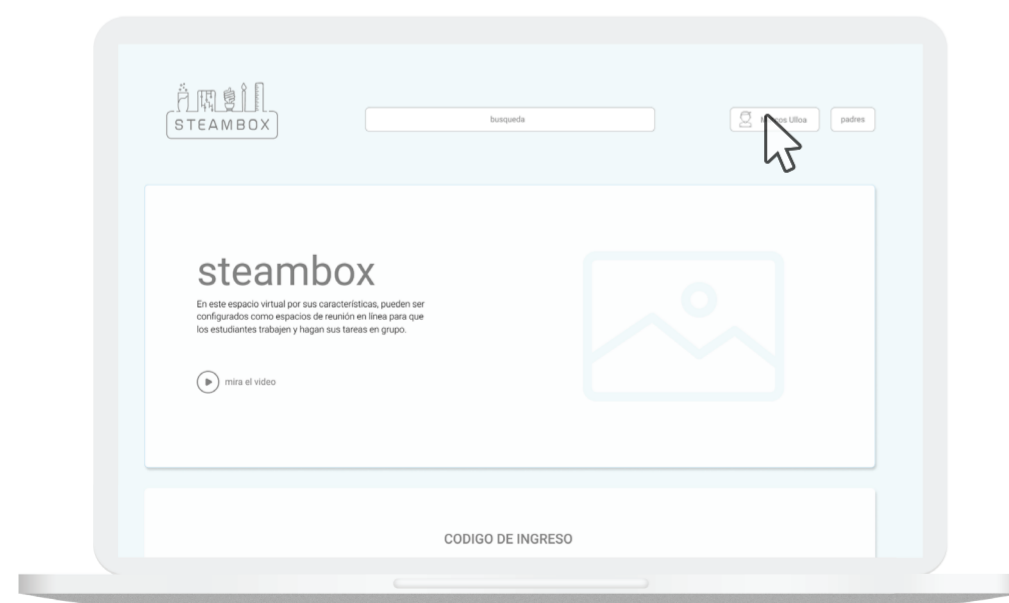 STEAMBOX
busqueda
Ulloa
padres
steambox
En este espacio virtual por sus características, pueden ser
configurados como espacios de reunión en línea para que
los estudiantes trabajen y hagan sus tareas en grupo.
mira el video
CODIGO DE INGRESO